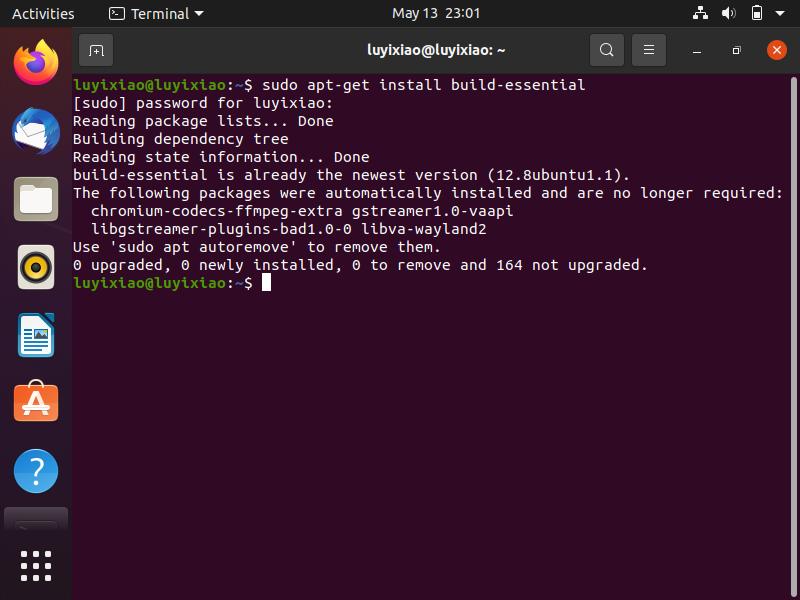 Activities Terminal May 13 23:01
luyixiao@luyixiao: ~
luyixiao@luyixiao:~$ sudo apt-get install build-essential
[sudo] password for luyixiao:
Reading package lists... Done
Building dependency tree
Reading state information... Done
build-essential is already the newest version (12.8ubuntu1.1).
The following packages were automatically installed and are no longer required:
  chromium-codecs-ffmpeg-extra gstreamer1.0-vaapi
  libgstreamer-plugins-bad1.0-0 libva-wayland2
Use 'sudo apt autoremove' to remove them.
0 upgraded, 0 newly installed, 0 to remove and 164 not upgraded.
luyixiao@luyixiao:~$